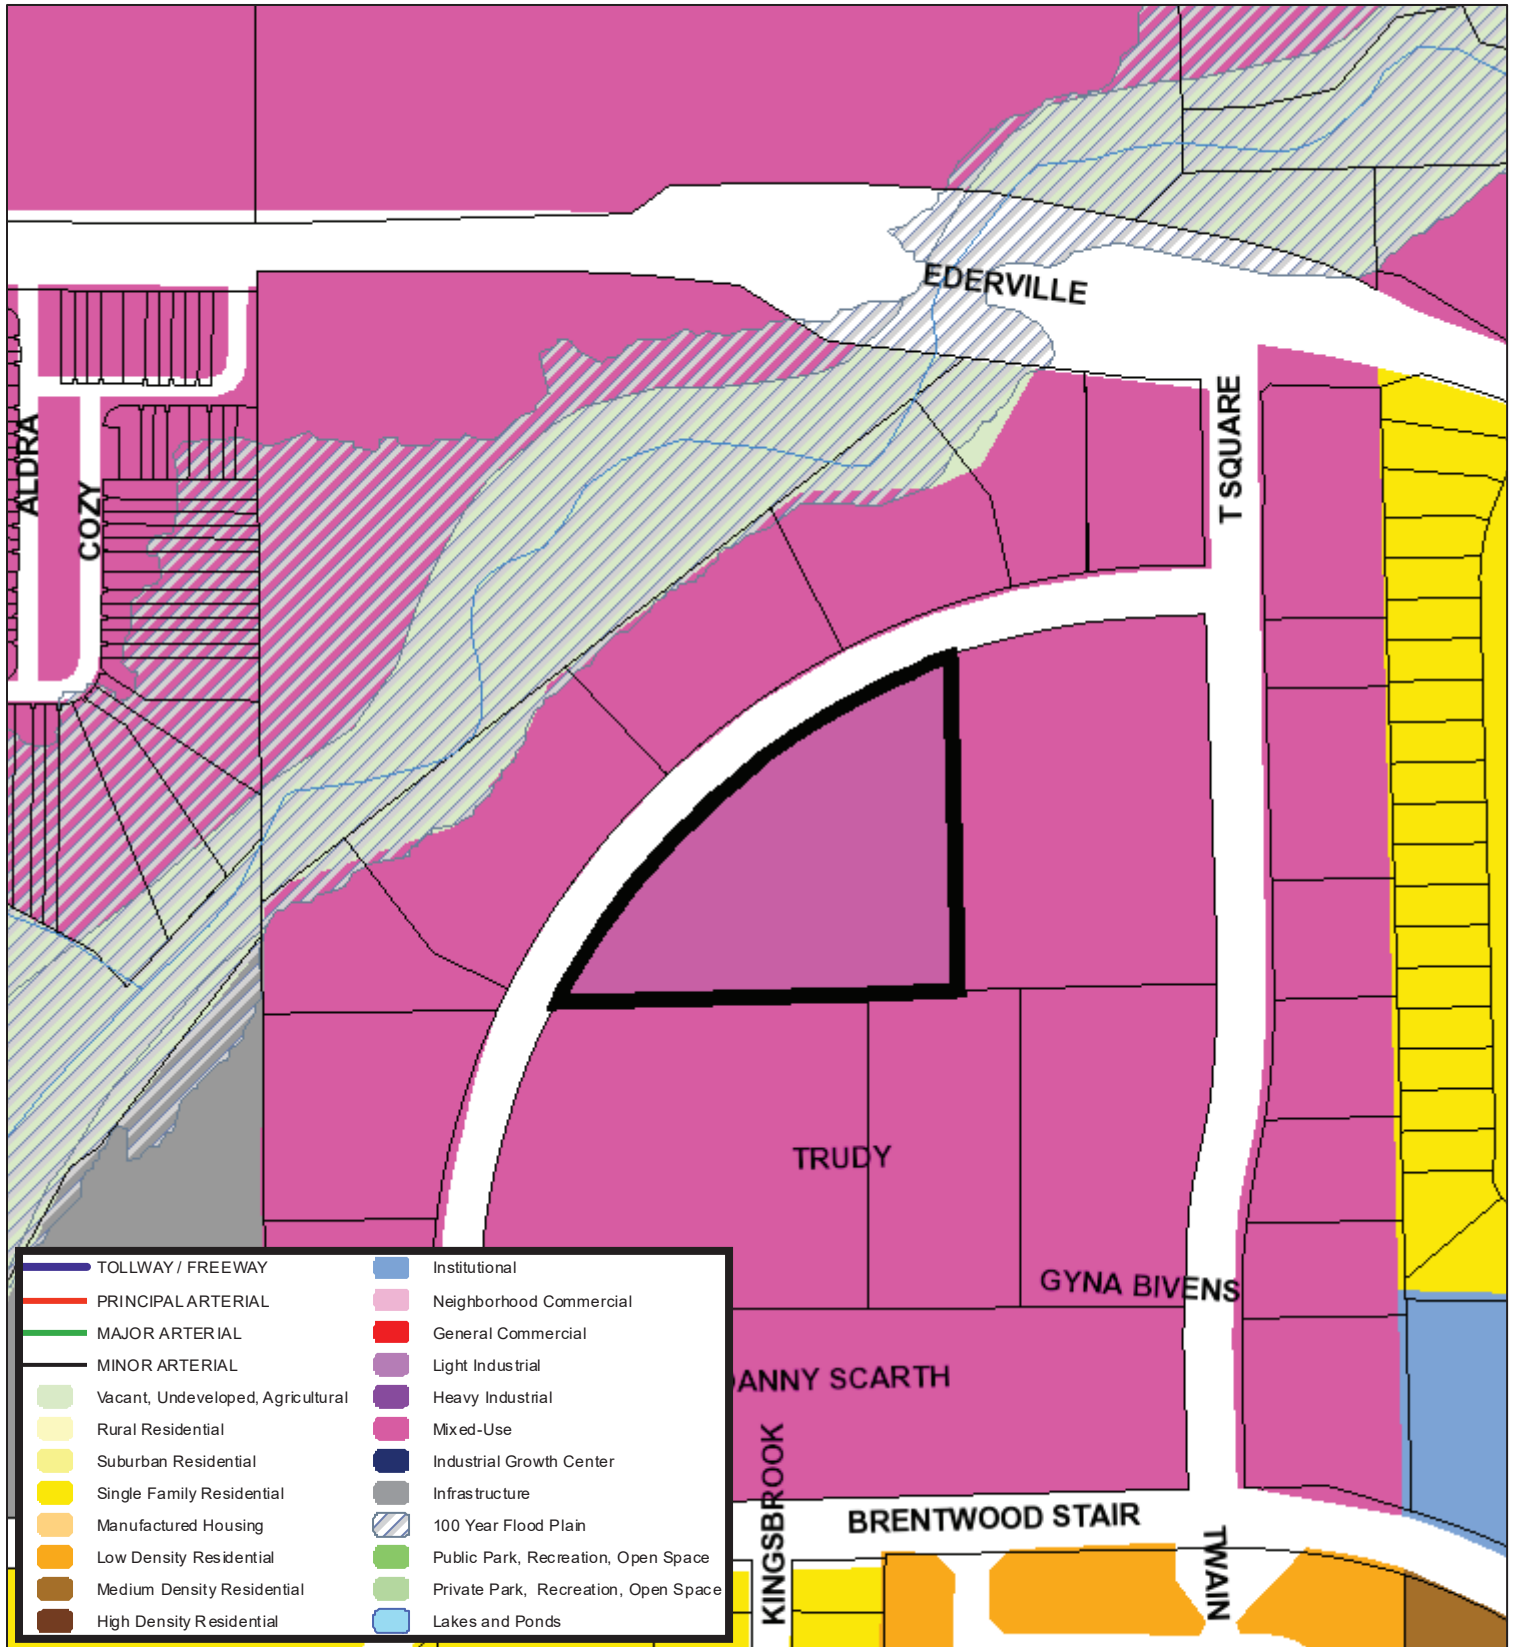 EDERVILLE
T SQUARE
ALDRA
COZY
TRUDY
GYNA BIVENS
DANNY SCARTH
KINGSBROOK
BRENTWOOD STAIR
TWAIN
TOLLWAY / FREEWAY
PRINCIPAL ARTERIAL
MAJOR ARTERIAL
MINOR ARTERIAL
Vacant, Undeveloped, Agricultural
Rural Residential
Suburban Residential
Single Family Residential
Manufactured Housing
Low Density Residential
Medium Density Residential
High Density Residential
Institutional
Neighborhood Commercial
General Commercial
Light Industrial
Heavy Industrial
Mixed-Use
Industrial Growth Center
Infrastructure
100 Year Flood Plain
Public Park, Recreation, Open Space
Private Park, Recreation, Open Space
Lakes and Ponds